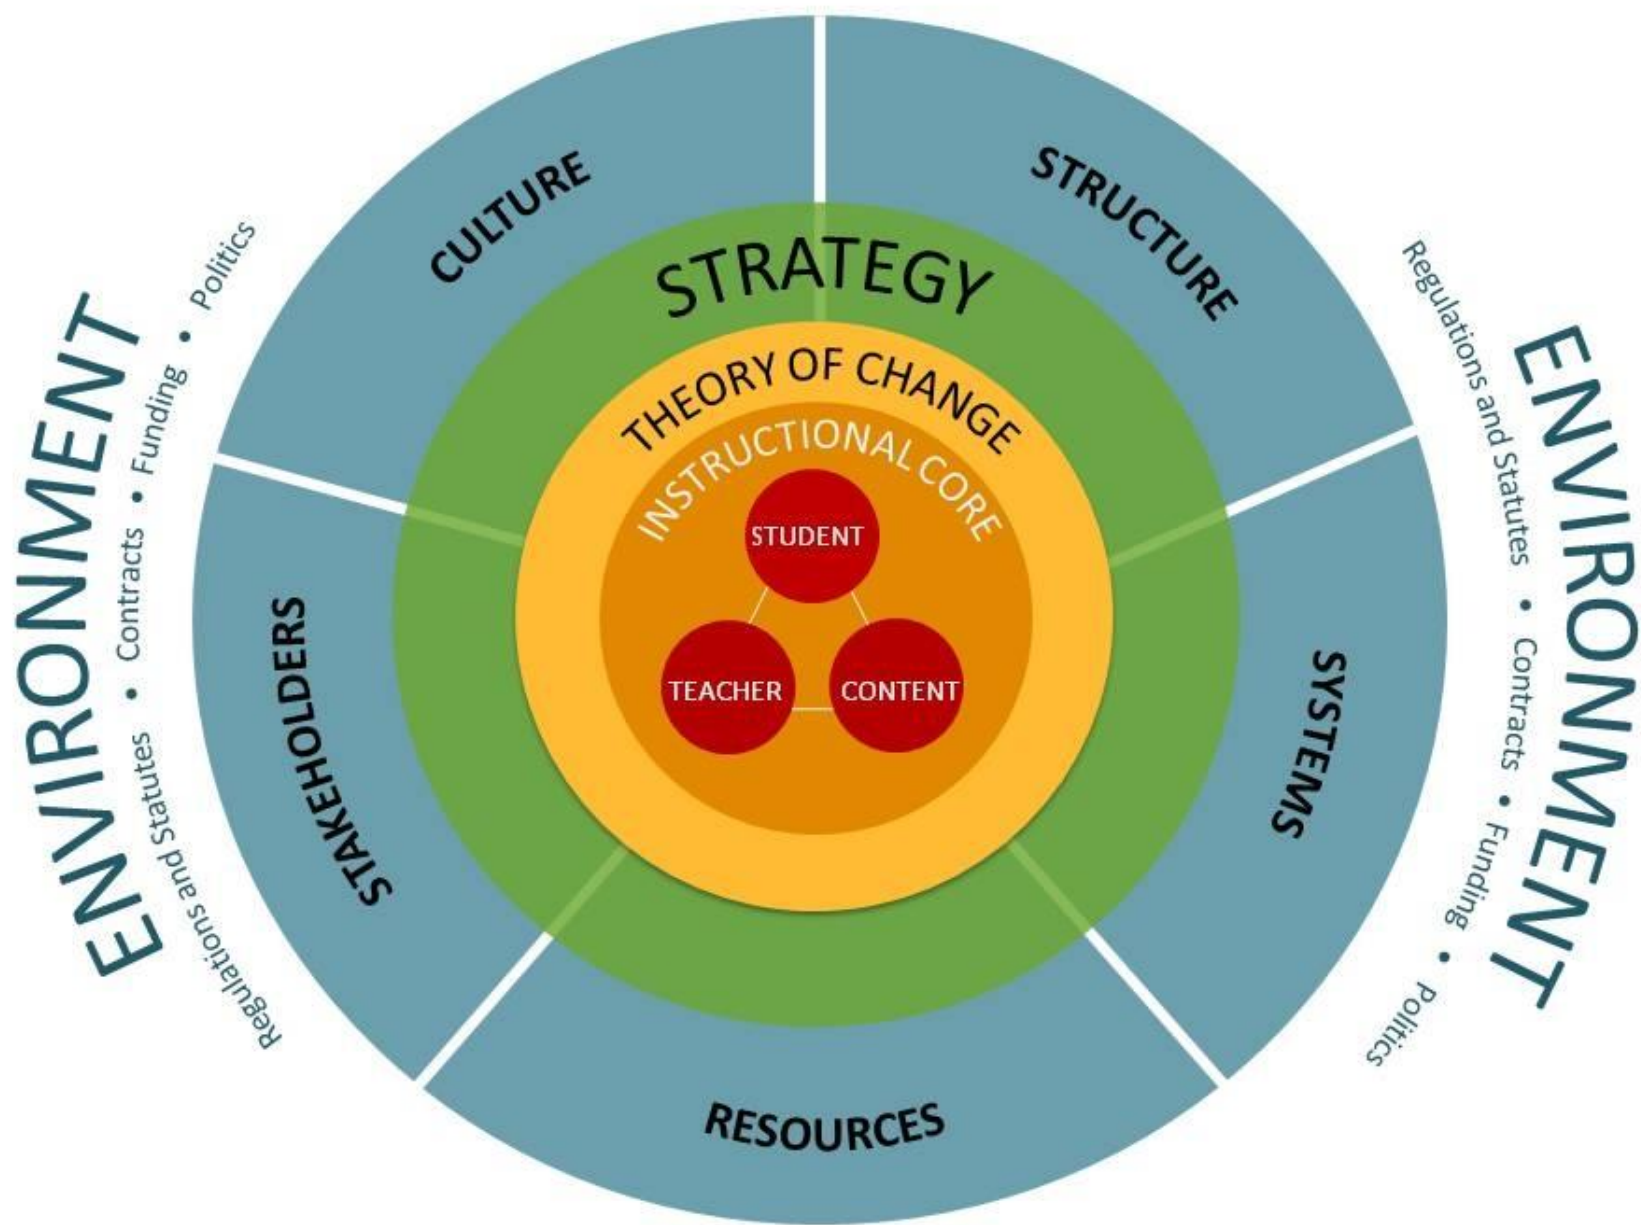 CULTURE
STRUCTURE
STRATEGY
THEORY OF CHANGE
INSTRUCTIONAL CORE
STUDENT
TEACHER
CONTENT
STAKEHOLDERS
SYSTEMS
RESOURCES
ENVIRONMENT
Regulations and Statutes • Contracts • Funding • Politics
ENVIRONMENT
Regulations and Statutes • Contracts • Funding • Politics